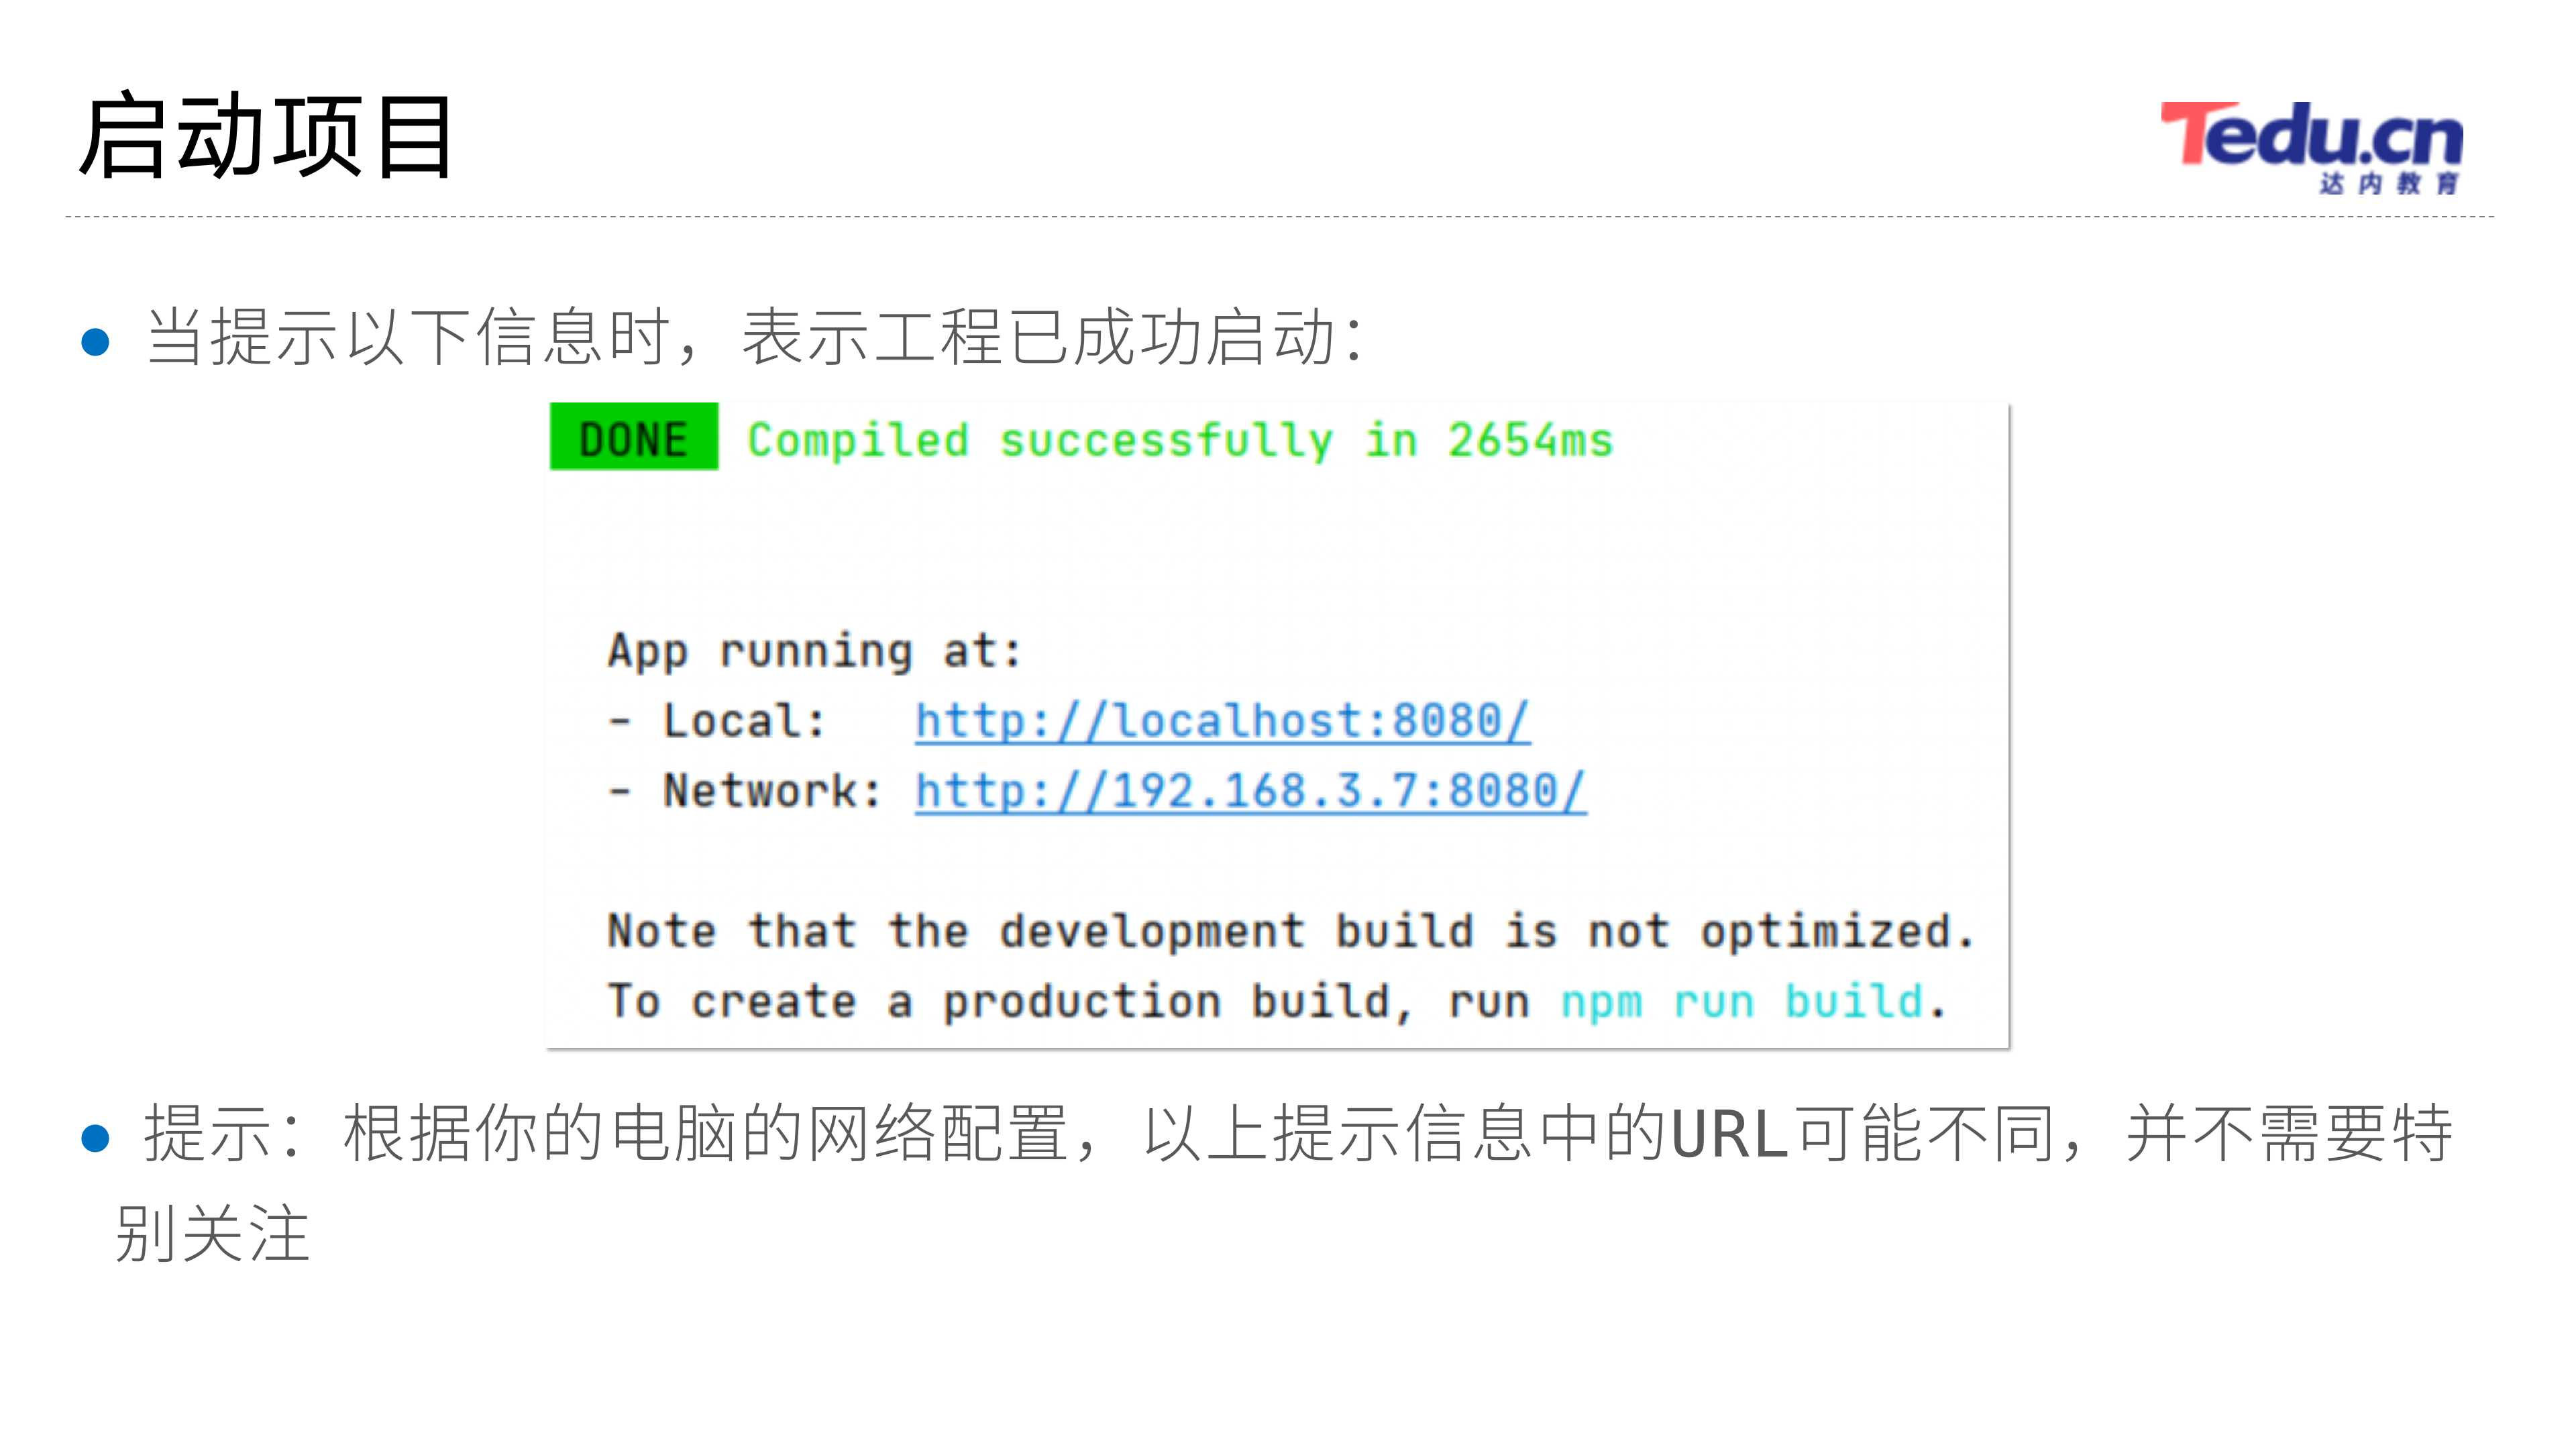 启动项目
Tedu.cn
达内教育
当提示以下信息时，表示工程已成功启动：
DONE Compiled successfully in 2654ms
App running at:
- Local: http://localhost:8080/
- Network: http://192.168.3.7:8080/
Note that the development build is not optimized.
To create a production build, run npm run build.
提示：根据你的电脑的网络配置，以上提示信息中的URL可能不同，并不需要特
别关注